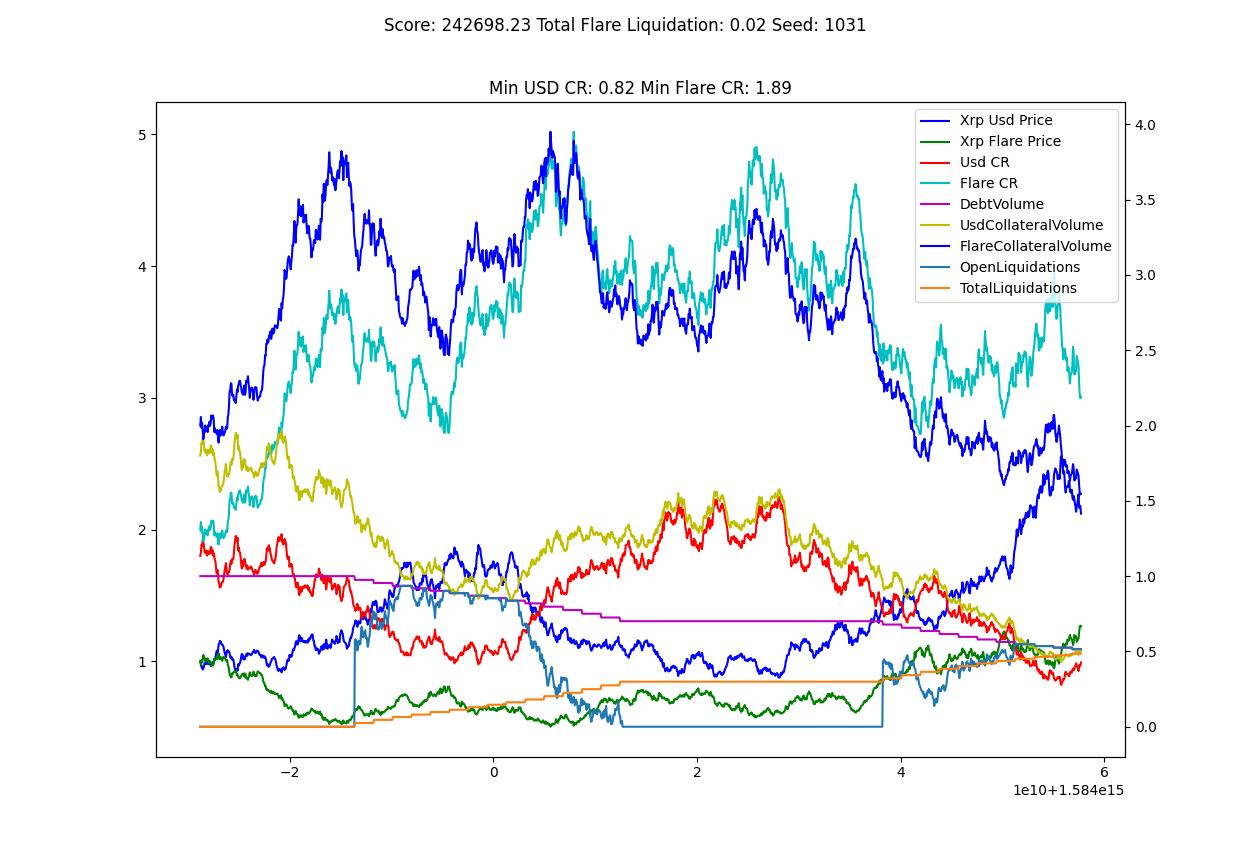 Score: 242698.23 Total Flare Liquidation: 0.02 Seed: 1031
Min USD CR: 0.82 Min Flare CR: 1.89
Xrp Usd Price
Xrp Flare Price
Usd CR
Flare CR
DebtVolume
UsdCollateralVolume
FlareCollateralVolume
OpenLiquidations
TotalLiquidations
5
4
3
2
1
4.0
3.5
3.0
2.5
2.0
1.5
1.0
0.5
0.0
−2
0
2
4
6
1e10+1.584e15